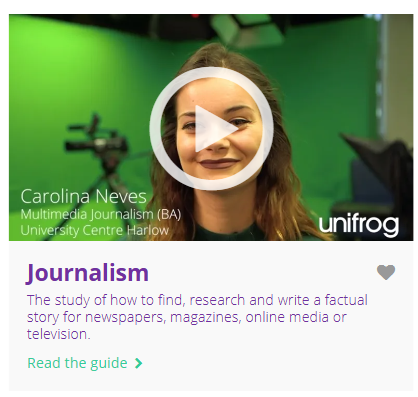 Carolina Neves
Multimedia Journalism (BA)
University Centre Harlow
unifrog
Journalism
The study of how to find, research and write a factual
story for newspapers, magazines, online media or
television.
Read the guide